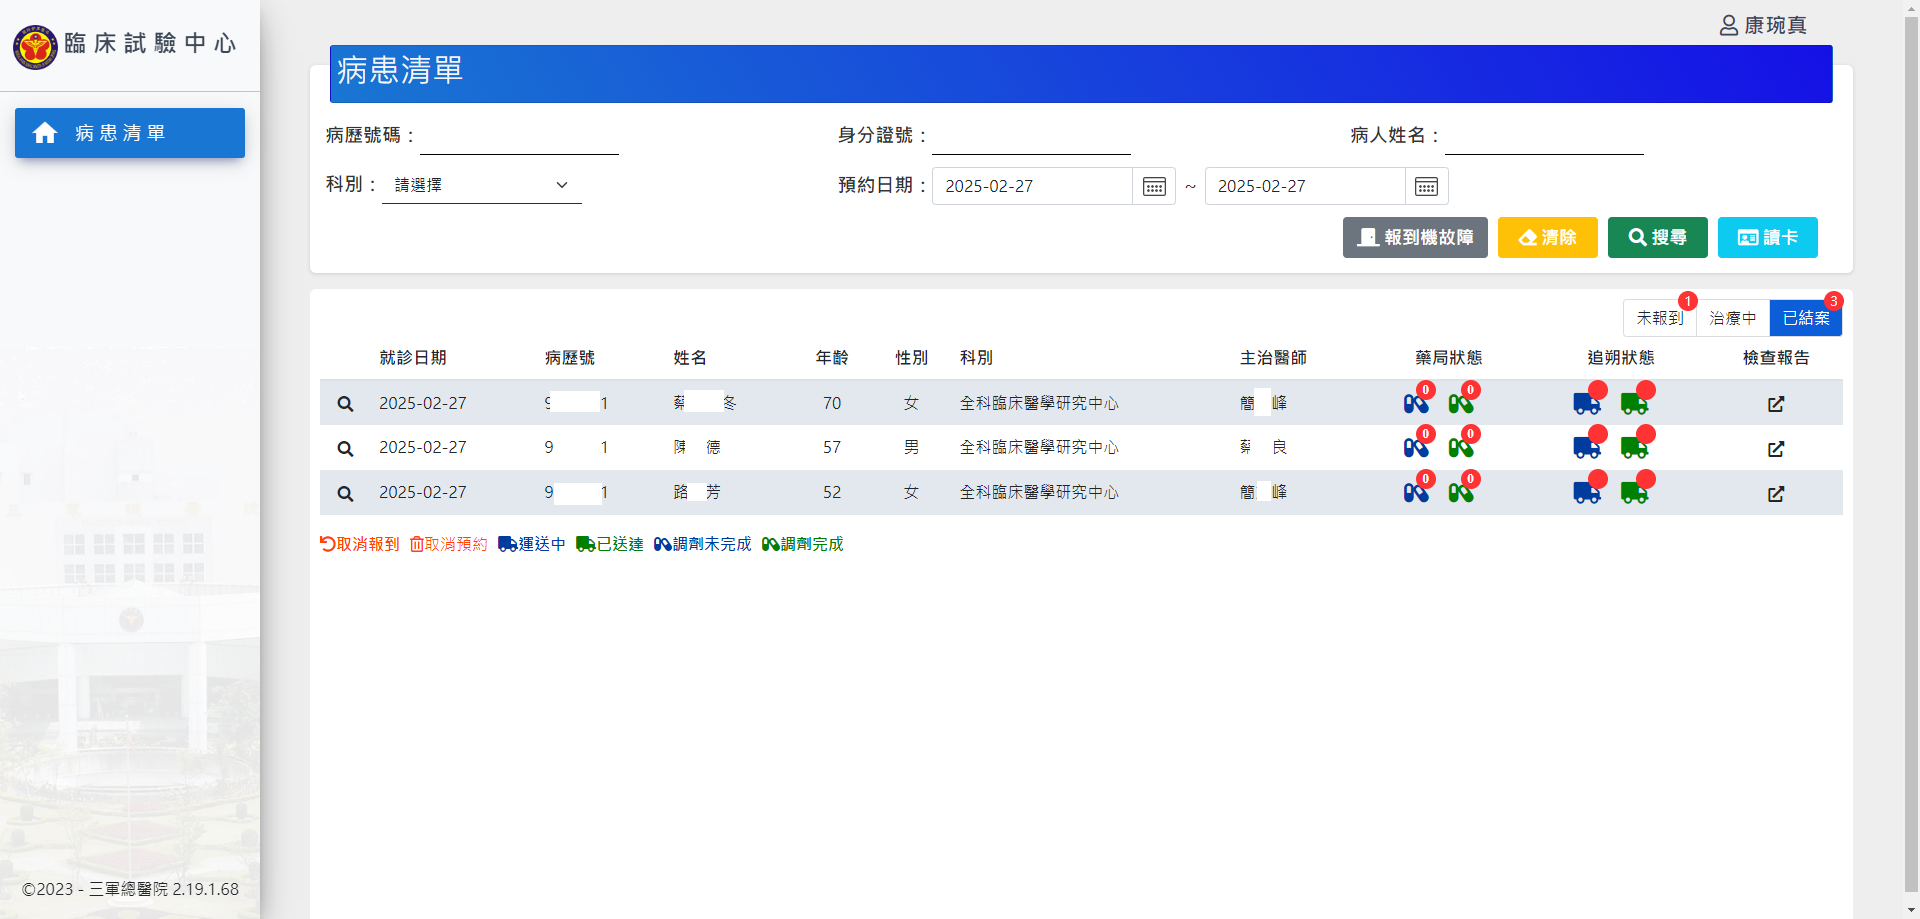 臨床試驗中心
康琬真
病患清單
病患清單
病歷號碼：
身分證號：
病人姓名：
科別： 請選擇
預約日期： 2025-02-27 ~ 2025-02-27
報到機故障 清除 搜尋 讀卡
未報到 1 治療中 已結案 3
就診日期 病歷號 姓名 年齡 性別 科別 主治醫師 藥局狀態 追朔狀態 檢查報告
2025-02-27 9 1 蔡 冬 70 女 全科臨床醫學研究中心 簡 峰 0 0
2025-02-27 9 1 陳 德 57 男 全科臨床醫學研究中心 蔡 良 0 0
2025-02-27 9 1 路 芳 52 女 全科臨床醫學研究中心 簡 峰 0 0
取消報到 取消預約 運送中 已送達 調劑未完成 調劑完成
©2023 - 三軍總醫院 2.19.1.68